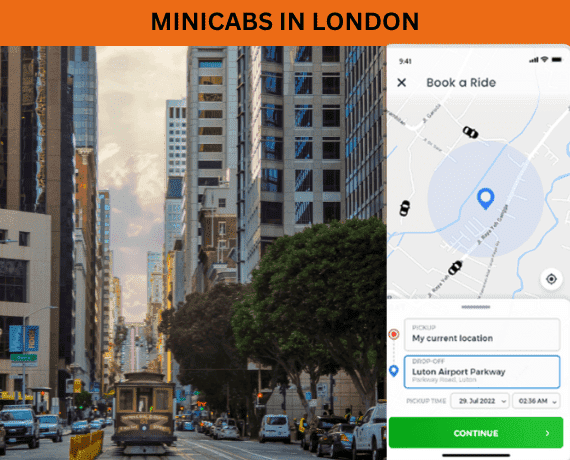 MINICABS IN LONDON
9:41
Book a Ride
PICKUP
My current location
DROP-OFF
Luton Airport Parkway
Parkway Road, Luton
PICKUP TIME
29. Jul 2022
02:36 AM
CONTINUE